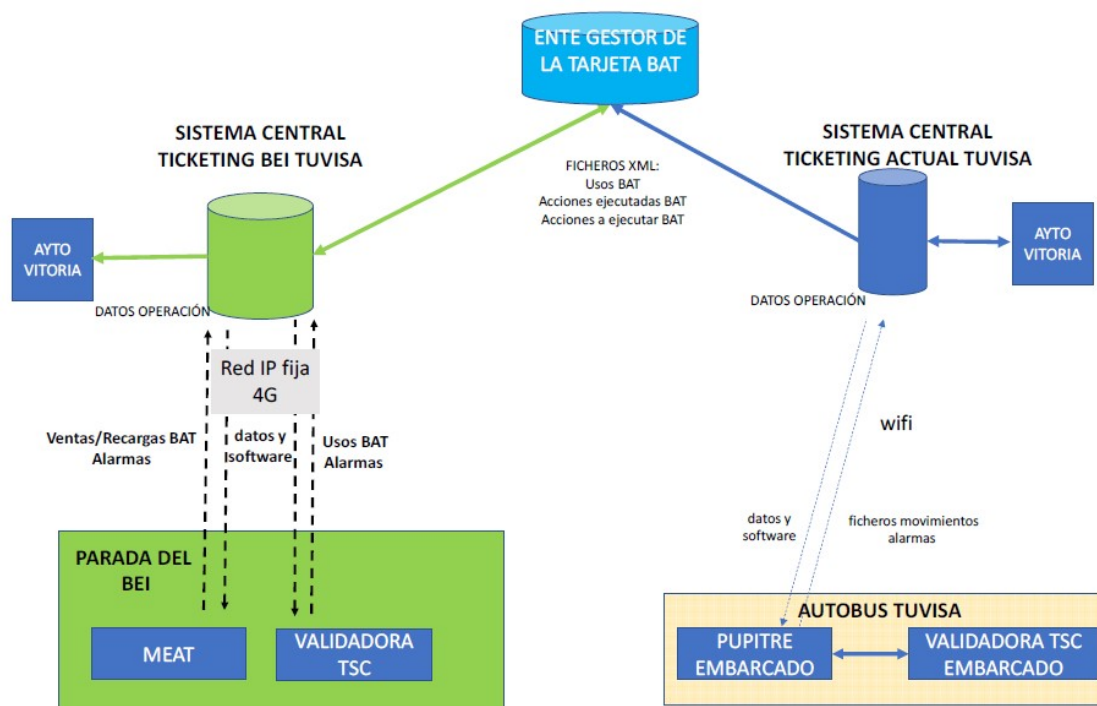 ENTE GESTOR DE
LA TARJETA BAT
SISTEMA CENTRAL
TICKETING BEI TUVISA
SISTEMA CENTRAL
TICKETING ACTUAL TUVISA
FICHEROS XML:
Usos BAT
Acciones ejecutadas BAT
Acciones a ejecutar BAT
AYTO
VITORIA
AYTO
VITORIA
DATOS OPERACIÓN
DATOS OPERACIÓN
Red IP fija
4G
Ventas/Recargas BAT
Alarmas
datos y
software
Usos BAT
Alarmas
wifi
datos y
software
ficheros movimientos
alarmas
PARADA DEL
BEI
MEAT
VALIDADORA
TSC
AUTOBUS TUVISA
PUPITRE
EMBARCADO
VALIDADORA TSC
EMBARCADO